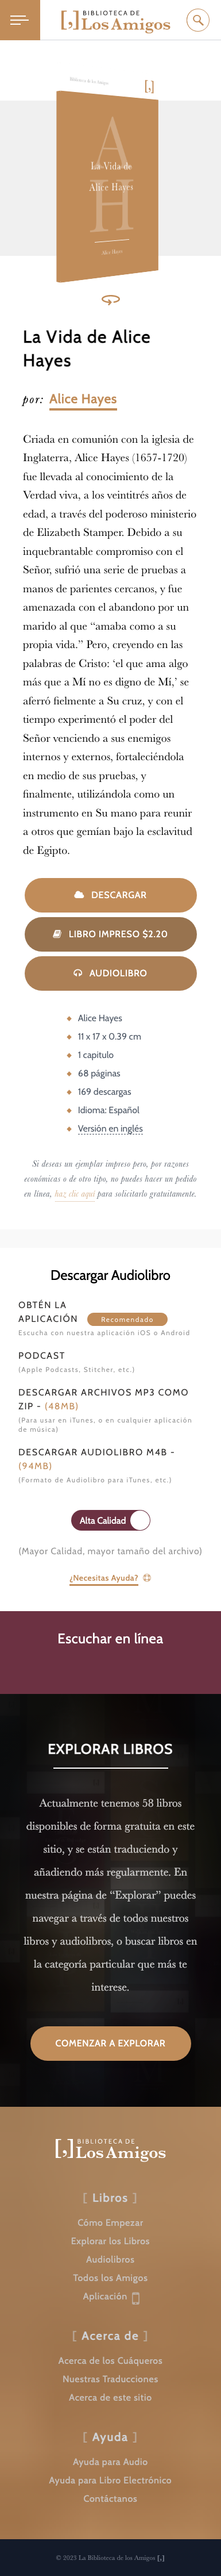 BIBLIOTECA DE
[,] Los Amigos
Biblioteca de los Amigos
[,]
A
H
La Vida de
Alice Hayes
Alice Hayes
La Vida de Alice
Hayes
por: Alice Hayes
Criada en comunión con la iglesia de
Inglaterra, Alice Hayes (1657-1720)
fue llevada al conocimiento de la
Verdad viva, a los veintitrés años de
edad, a través del poderoso ministerio
de Elizabeth Stamper. Debido a su
inquebrantable compromiso con el
Señor, sufrió una serie de pruebas a
manos de parientes cercanos, y fue
amenazada con el abandono por un
marido al que “amaba como a su
propia vida.” Pero, creyendo en las
palabras de Cristo: ‘el que ama algo
más que a Mí no es digno de Mí,’ se
aferró fielmente a Su cruz, y con el
tiempo experimentó el poder del
Señor venciendo a sus enemigos
internos y externos, fortaleciéndola
en medio de sus pruebas, y
finalmente, utilizándola como un
instrumento en Su mano para reunir
a otros que gemían bajo la esclavitud
de Egipto.
DESCARGAR
LIBRO IMPRESO $2.20
AUDIOLIBRO
Alice Hayes
11 x 17 x 0.39 cm
1 capítulo
68 páginas
169 descargas
Idioma: Español
Versión en inglés
Si deseas un ejemplar impreso pero, por razones
económicas o de otro tipo, no puedes hacer un pedido
en línea, haz clic aquí para solicitarlo gratuitamente.
Descargar Audiolibro
OBTÉN LA
APLICACIÓN Recomendado
Escucha con nuestra aplicación iOS o Android
PODCAST
(Apple Podcasts, Stitcher, etc.)
DESCARGAR ARCHIVOS MP3 COMO
ZIP - (48MB)
(Para usar en iTunes, o en cualquier aplicación
de música)
DESCARGAR AUDIOLIBRO M4B -
(94MB)
(Formato de Audiolibro para iTunes, etc.)
Alta Calidad
(Mayor Calidad, mayor tamaño del archivo)
¿Necesitas Ayuda?
Escuchar en línea
EXPLORAR LIBROS
Actualmente tenemos 58 libros
disponibles de forma gratuita en este
sitio, y se están traduciendo y
añadiendo más regularmente. En
nuestra página de “Explorar” puedes
navegar a través de todos nuestros
libros y audiolibros, o buscar libros en
la categoría particular que más te
interese.
COMENZAR A EXPLORAR
BIBLIOTECA DE
[,] Los Amigos
[ Libros ]
Cómo Empezar
Explorar los Libros
Audiolibros
Todos los Amigos
Aplicación
[ Acerca de ]
Acerca de los Cuáqueros
Nuestras Traducciones
Acerca de este sitio
[ Ayuda ]
Ayuda para Audio
Ayuda para Libro Electrónico
Contáctanos
© 2023 La Biblioteca de los Amigos [,]